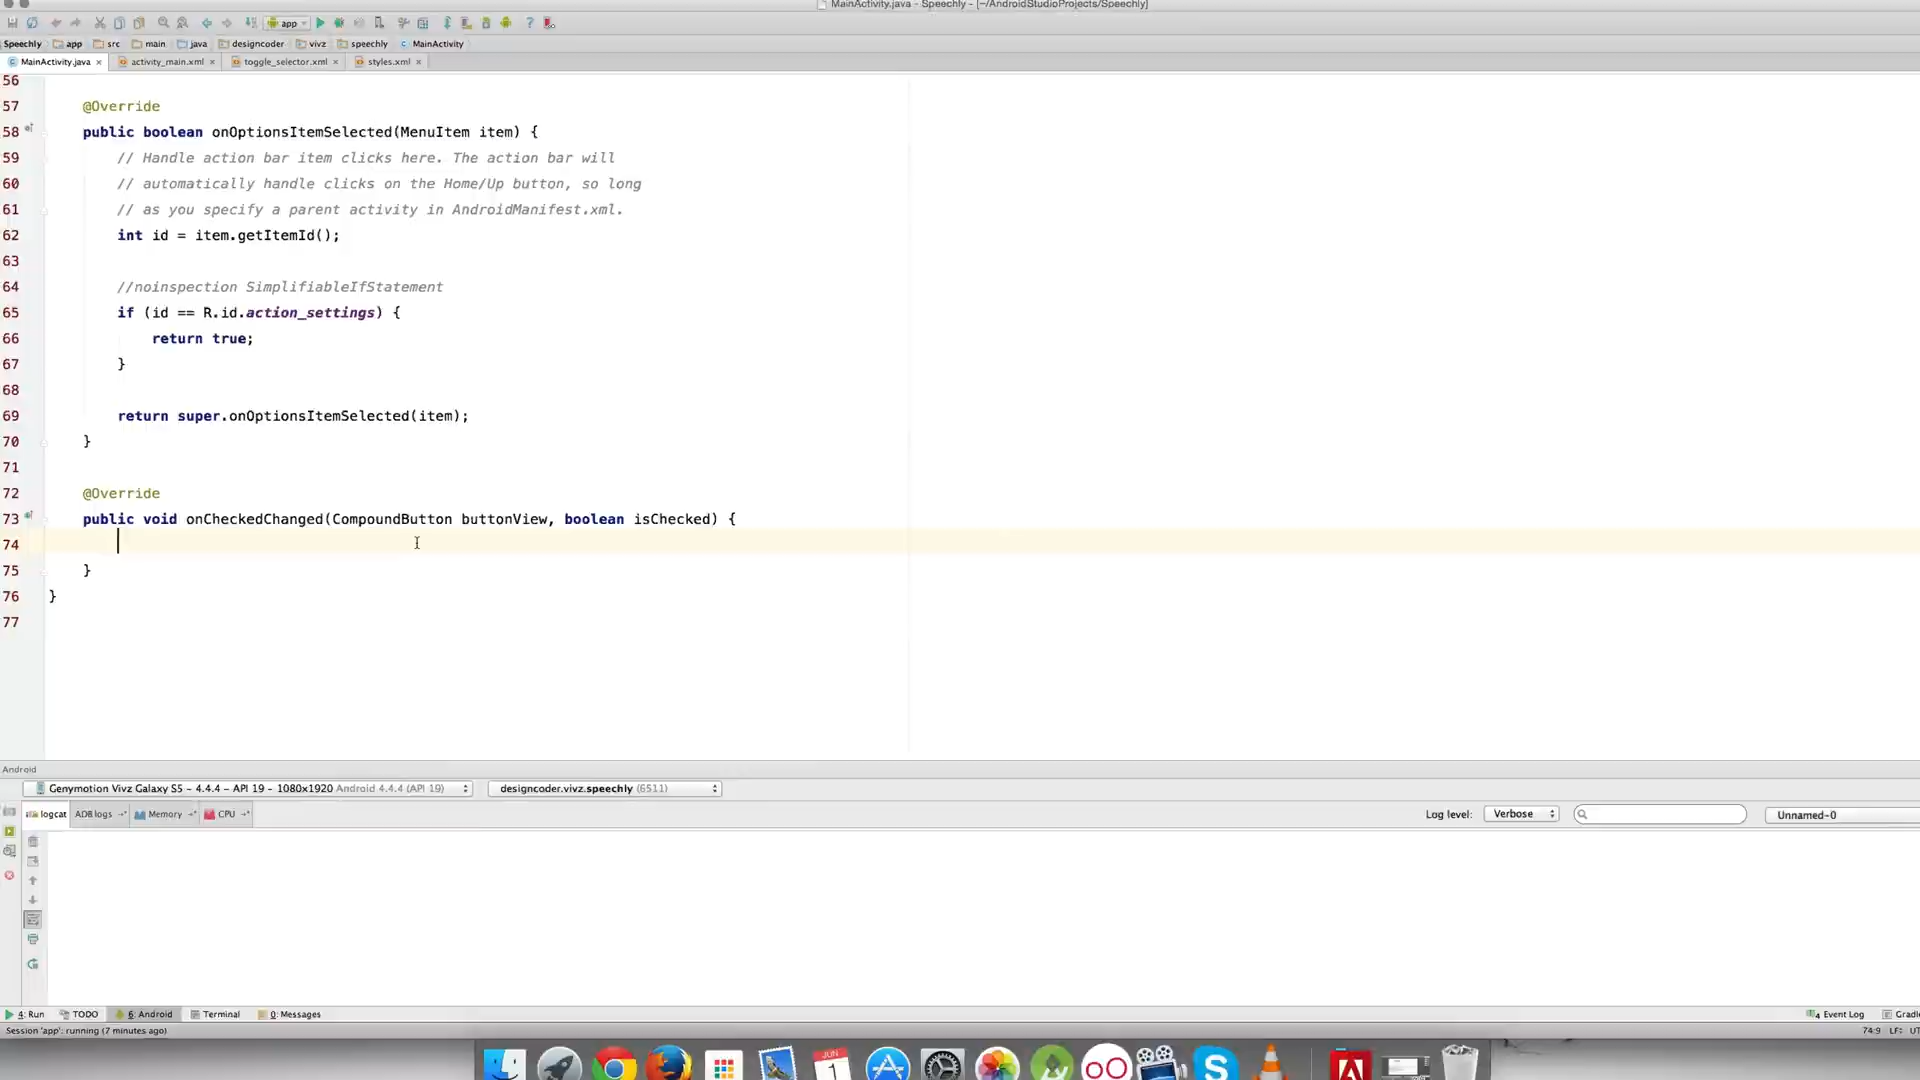 MainActivity.java - Speechly - [~/AndroidStudioProjects/Speechly]
app
Speechly app src main java designcoder vivz speechly MainActivity
MainActivity.java activity_main.xml toggle_selector.xml styles.xml
56
57 @Override
58 public boolean onOptionsItemSelected(MenuItem item) {
59 // Handle action bar item clicks here. The action bar will
60 // automatically handle clicks on the Home/Up button, so long
61 // as you specify a parent activity in AndroidManifest.xml.
62 int id = item.getItemId();
63
64 //noinspection SimplifiableIfStatement
65 if (id == R.id.action_settings) {
66 return true;
67 }
68
69 return super.onOptionsItemSelected(item);
70 }
71
72 @Override
73 public void onCheckedChanged(CompoundButton buttonView, boolean isChecked) {
74
75 }
76 }
77
Android
Genymotion Vivz Galaxy S5 - 4.4.4 - API 19 - 1080x1920 Android 4.4.4 (API 19) designcoder.vivz.speechly (6511)
logcat ADB logs Memory CPU Log level: Verbose Unnamed-0
4: Run TODO 6: Android Terminal 0: Messages 4 Event Log Gradle
Session 'app': running (7 minutes ago) 74:9 LF: UT
JUN
1